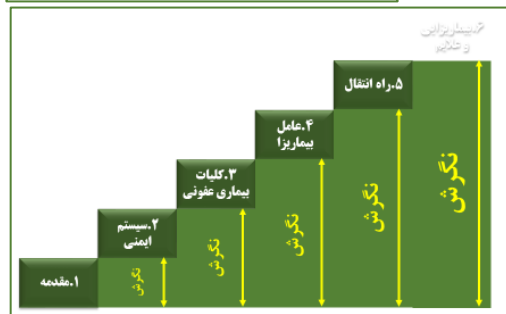 ۶.بیماریزایی
و علایم
۵.راه انتقال
۴.عامل
بیماریزا
۳.کلیات
بیماری عفونی
۲.سیستم
ایمنی
۱.مقدمه
نگرش
نگرش
نگرش
نگرش
نگرش